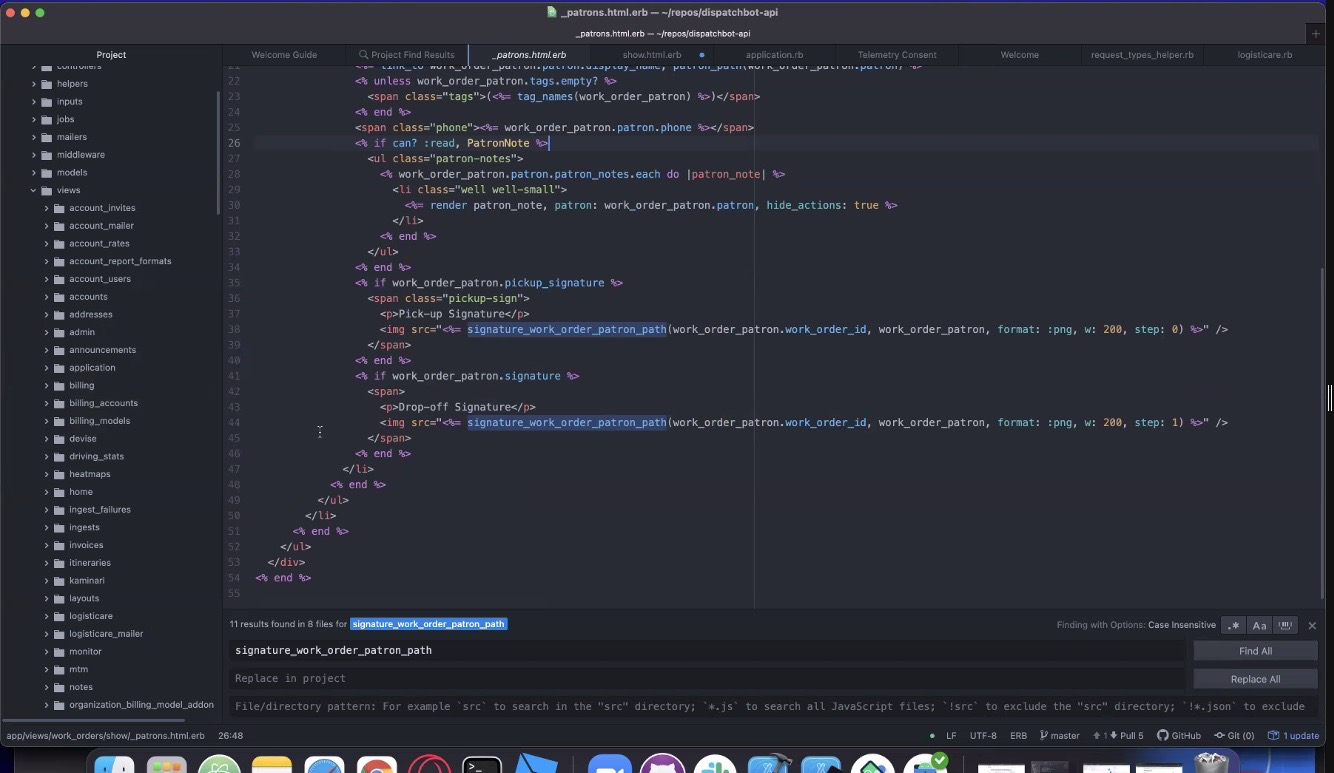 _patrons.html.erb — ~/repos/dispatchbot-api
_patrons.html.erb — ~/repos/dispatchbot-api
Project
Welcome Guide
Project Find Results
_patrons.html.erb
show.html.erb
application.rb
Telemetry Consent
Welcome
request_types_helper.rb
logisticare.rb
controllers
helpers
inputs
jobs
mailers
middleware
models
views
account_invites
account_mailer
account_rates
account_report_formats
account_users
accounts
addresses
admin
announcements
application
billing
billing_accounts
billing_models
devise
driving_stats
heatmaps
home
ingest_failures
ingests
invoices
itineraries
kaminari
layouts
logisticare
logisticare_mailer
monitor
mtm
notes
organization_billing_model_addon
21 <%= link_to work_order_patron.patron.display_name, patron_path(work_order_patron.patron) %>
22 <% unless work_order_patron.tags.empty? %>
23 <span class="tags">(<%= tag_names(work_order_patron) %>)</span>
24 <% end %>
25 <span class="phone"><%= work_order_patron.patron.phone %></span>
26 <% if can? :read, PatronNote %>
27 <ul class="patron-notes">
28 <% work_order_patron.patron.patron_notes.each do |patron_note| %>
29 <li class="well well-small">
30 <%= render patron_note, patron: work_order_patron.patron, hide_actions: true %>
31 </li>
32 <% end %>
33 </ul>
34 <% end %>
35 <% if work_order_patron.pickup_signature %>
36 <span class="pickup-sign">
37 <p>Pick-up Signature</p>
38 <img src="<%= signature_work_order_patron_path(work_order_patron.work_order_id, work_order_patron, format: :png, w: 200, step: 0) %>" />
39 </span>
40 <% end %>
41 <% if work_order_patron.signature %>
42 <span>
43 <p>Drop-off Signature</p>
44 <img src="<%= signature_work_order_patron_path(work_order_patron.work_order_id, work_order_patron, format: :png, w: 200, step: 1) %>" />
45 </span>
46 <% end %>
47 </li>
48 <% end %>
49 </ul>
50 </li>
51 <% end %>
52 </ul>
53 </div>
54 <% end %>
55
11 results found in 8 files for signature_work_order_patron_path
Finding with Options: Case Insensitive
.* Aa
signature_work_order_patron_path
Find All
Replace in project
Replace All
File/directory pattern: For example `src` to search in the "src" directory; `*.js` to search all JavaScript files; `!src` to exclude the "src" directory; `!*.json` to exclude
app/views/work_orders/show/_patrons.html.erb 26:48
LF UTF-8 ERB master 1 Pull 5 GitHub Git (0) 1 update